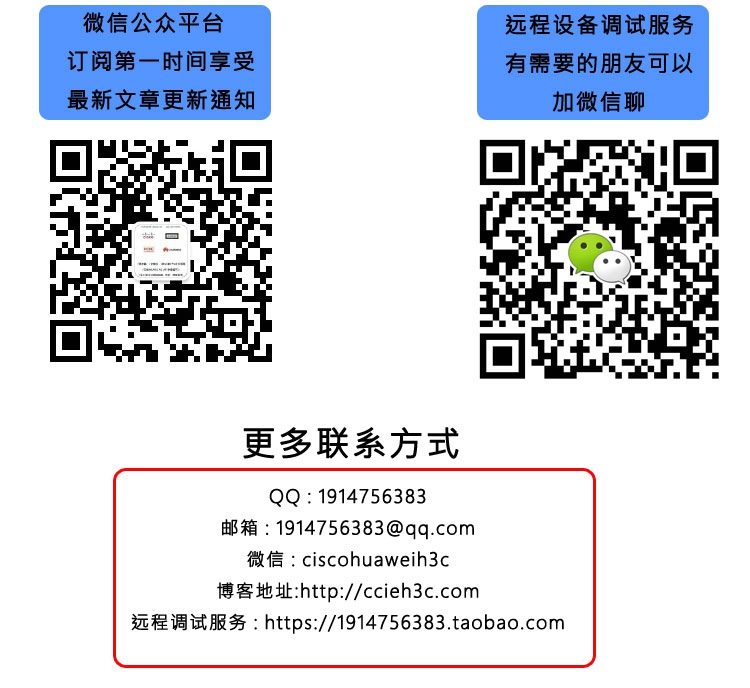 微信公众平台
订阅第一时间享受
最新文章更新通知
远程设备调试服务
有需要的朋友可以
加微信聊
更多联系方式
QQ : 1914756383
邮箱 : 1914756383@qq.com
微信 : ciscohuaweih3c
博客地址:http://ccieh3c.com
远程调试服务 : https://1914756383.taobao.com